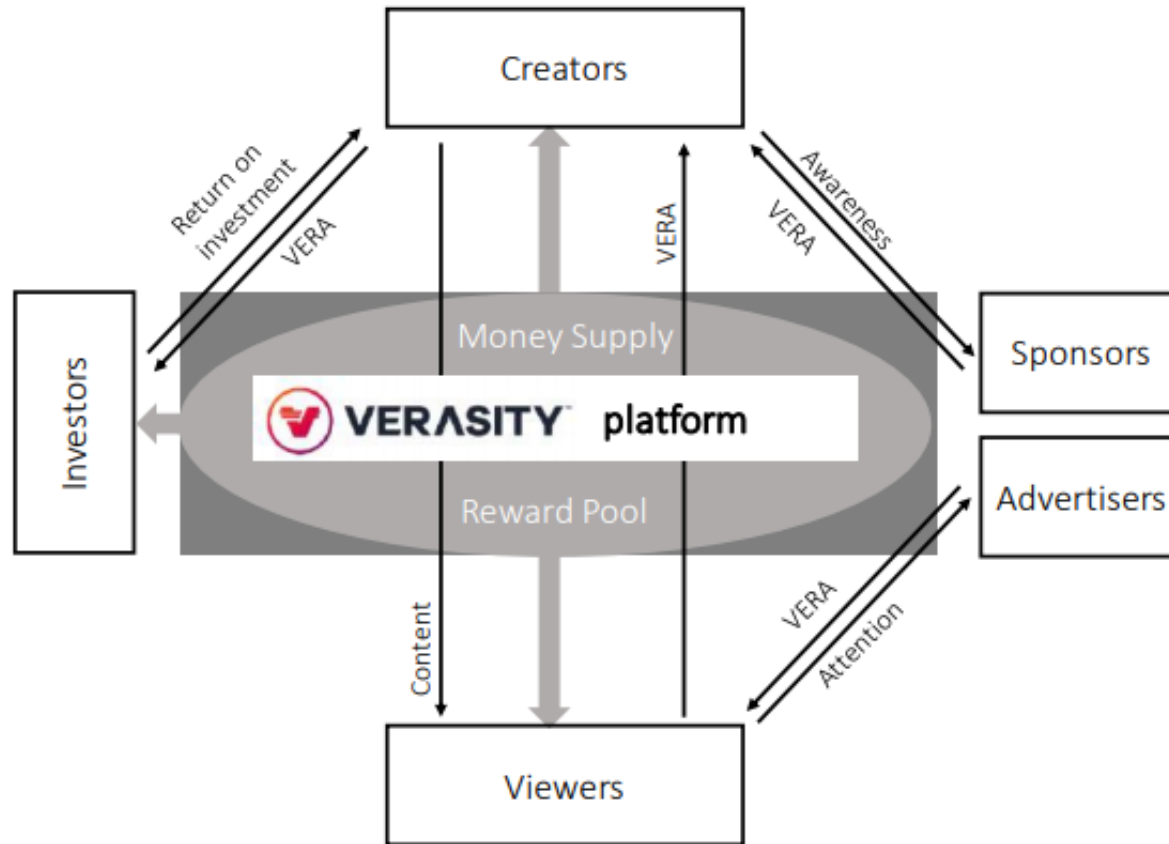 Creators
Return on
investment
VERA
VERA
Awareness
VERA
Money Supply
Investors
VERASITY™ platform
Sponsors
Reward Pool
Advertisers
Content
VERA
Attention
Viewers